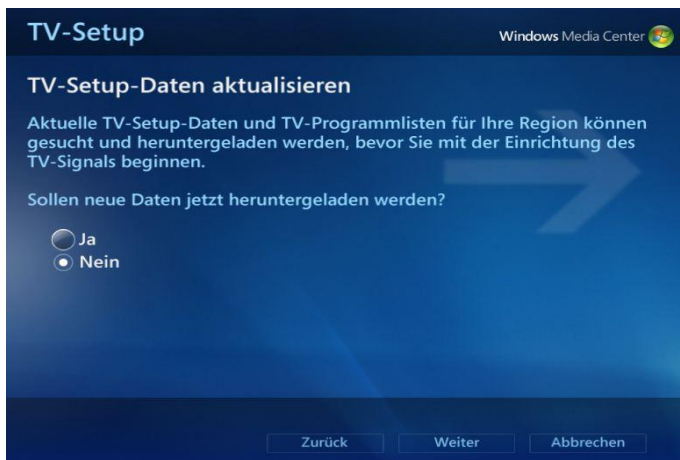 TV-Setup
Windows Media Center
TV-Setup-Daten aktualisieren
Aktuelle TV-Setup-Daten und TV-Programmlisten für Ihre Region können
gesucht und heruntergeladen werden, bevor Sie mit der Einrichtung des
TV-Signals beginnen.
Sollen neue Daten jetzt heruntergeladen werden?
Ja
Nein
Zurück
Weiter
Abbrechen